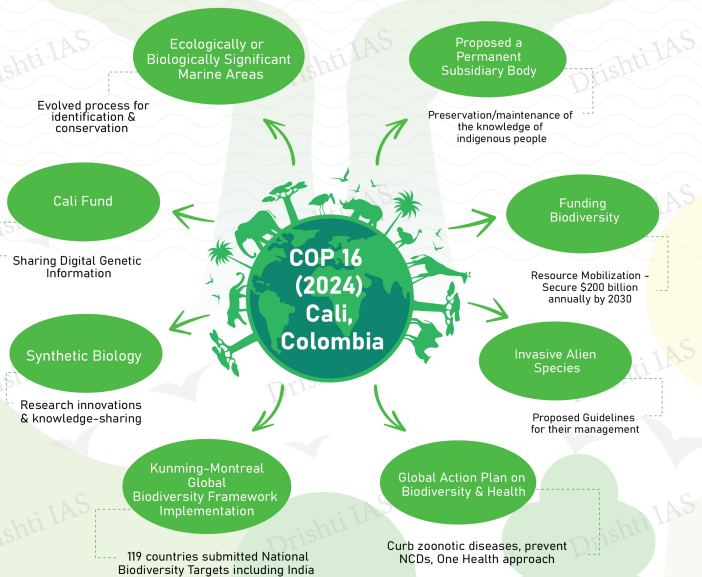 Ecologically or
Biologically Significant
Marine Areas
Evolved process for
identification &
conservation
Proposed a
Permanent
Subsidiary Body
Preservation/maintenance of
the knowledge of
indigenous people
Cali Fund
Sharing Digital Genetic
Information
COP 16
(2024)
Cali,
Colombia
Funding
Biodiversity
Resource Mobilization -
Secure $200 billion
annually by 2030
Synthetic Biology
Research innovations
& knowledge-sharing
Invasive Alien
Species
Proposed Guidelines
for their management
Kunming-Montreal
Global
Biodiversity Framework
Implementation
119 countries submitted National
Biodiversity Targets including India
Global Action Plan on
Biodiversity & Health
Curb zoonotic diseases, prevent
NCDs, One Health approach
Drishti IAS
Drishti IAS
Drishti IAS
Drishti IAS
Drishti IAS
Drishti IAS
Drishti IAS